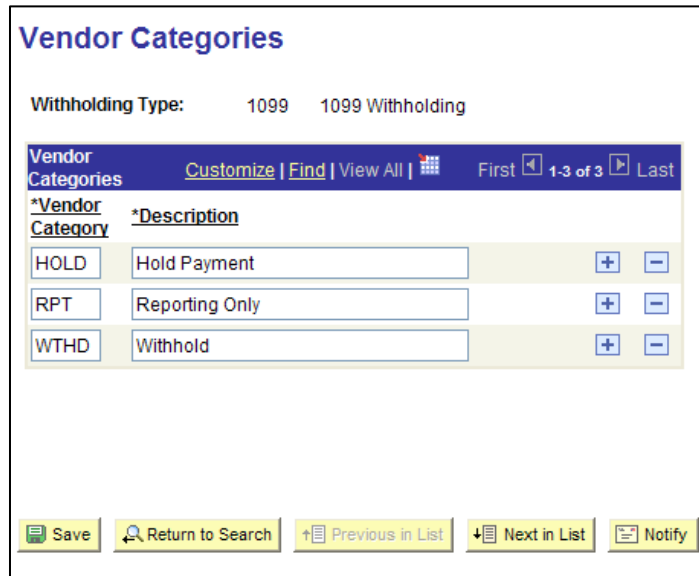 Vendor Categories
Withholding Type: 1099 1099 Withholding
Vendor Categories Customize | Find | View All | First 1-3 of 3 Last
*Vendor Category *Description
HOLD Hold Payment
RPT Reporting Only
WTHD Withhold
Save Return to Search Previous in List Next in List Notify